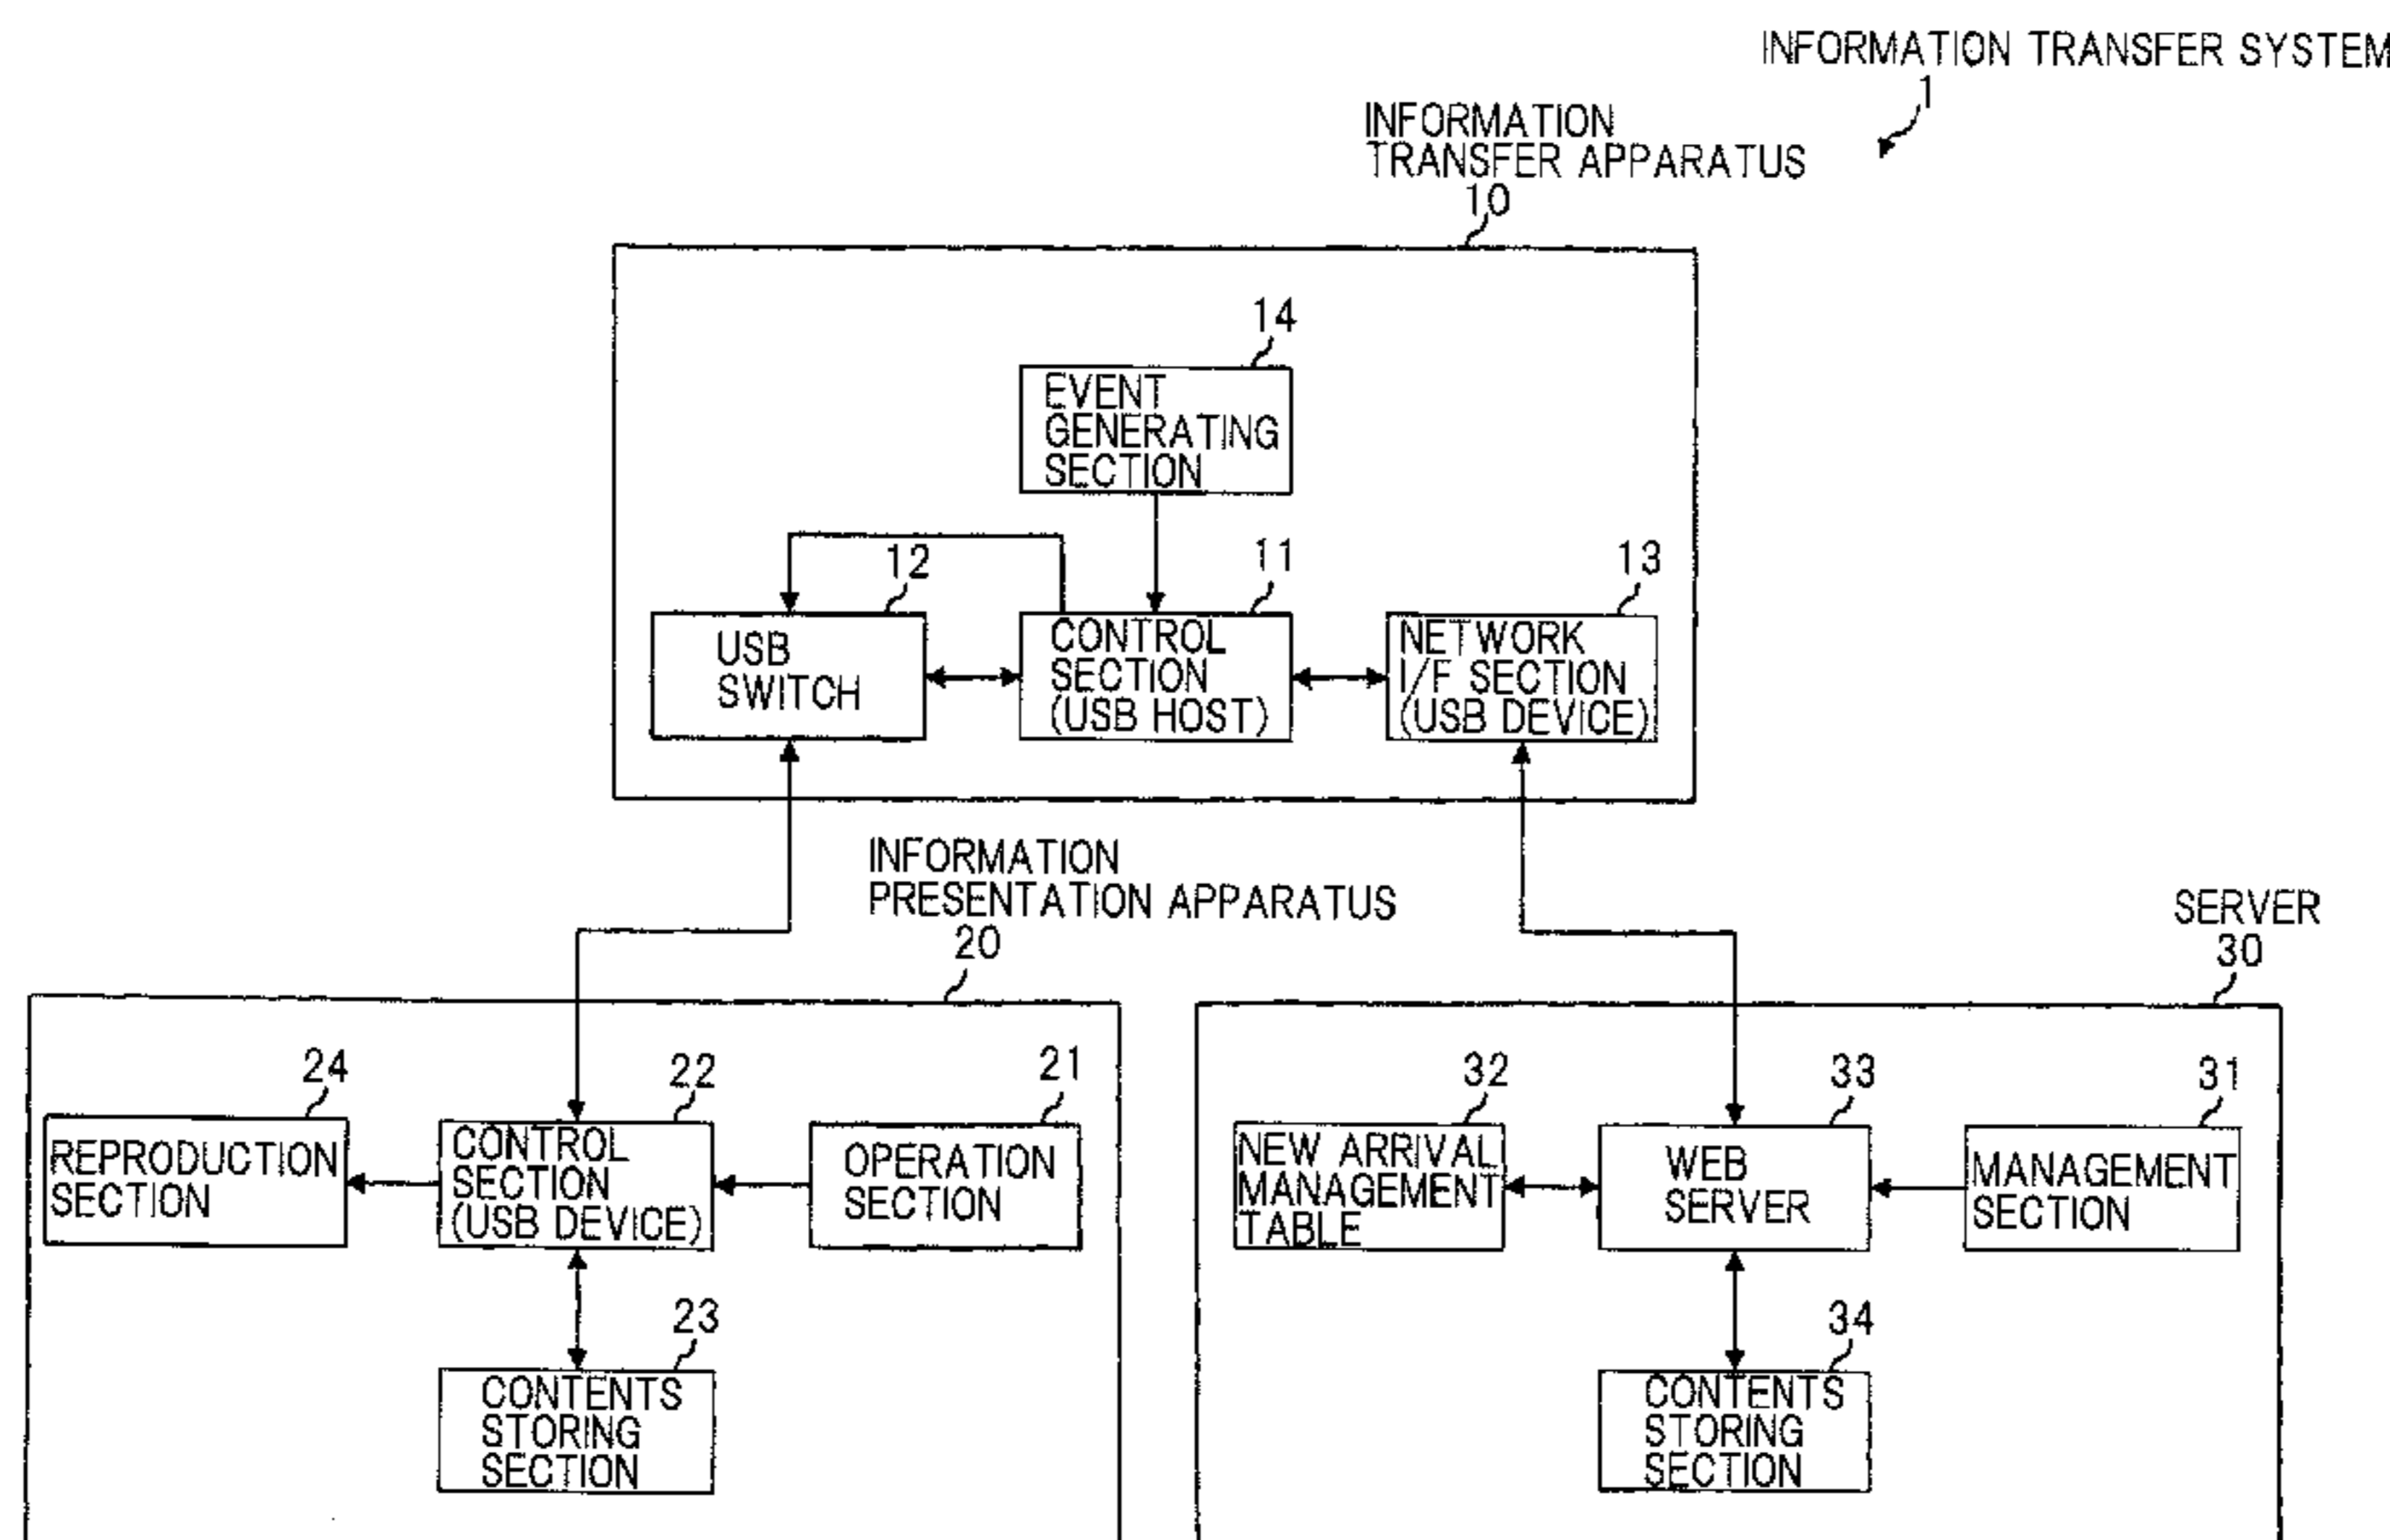 INFORMATION TRANSFER SYSTEM
1
INFORMATION
TRANSFER APPARATUS
10
14
EVENT
GENERATING
SECTION
12
11
13
USB
SWITCH
CONTROL
SECTION
(USB HOST)
NETWORK
I/F SECTION
(USB DEVICE)
INFORMATION
PRESENTATION APPARATUS
20
SERVER
30
24
22
21
REPRODUCTION
SECTION
CONTROL
SECTION
(USB DEVICE)
OPERATION
SECTION
23
CONTENTS
STORING
SECTION
32
33
31
NEW ARRIVAL
MANAGEMENT
TABLE
WEB
SERVER
MANAGEMENT
SECTION
34
CONTENTS
STORING
SECTION